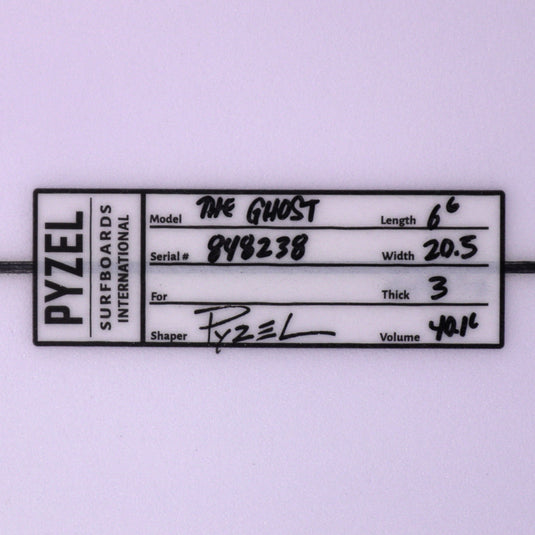 PYZEL
SURFBOARDS
INTERNATIONAL
Model THE GHOST Length 6'6
Serial # 848238 Width 20.5
For Thick 3
Shaper PYZEL Volume 40.1L